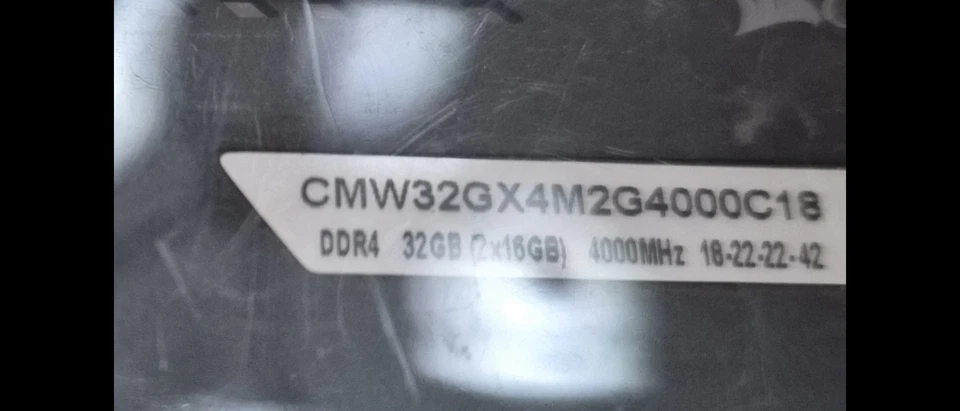 CMW32GX4M2G4000C18
DDR4 32GB (2x16GB) 4000MHz 18-22-22-42